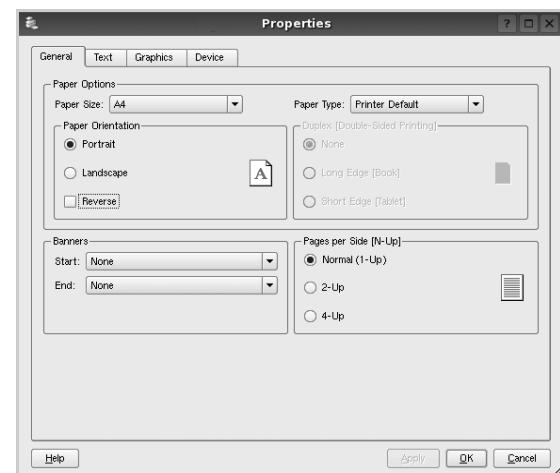 Properties
General Text Graphics Device
Paper Options
Paper Size: A4
Paper Type: Printer Default
Paper Orientation
Portrait
Landscape
Reverse
A
Duplex [Double-Sided Printing]
None
Long Edge [Book]
Short Edge [Tablet]
Banners
Start: None
End: None
Pages per Side [N-Up]
Normal (1-Up)
2-Up
4-Up
Help Apply OK Cancel